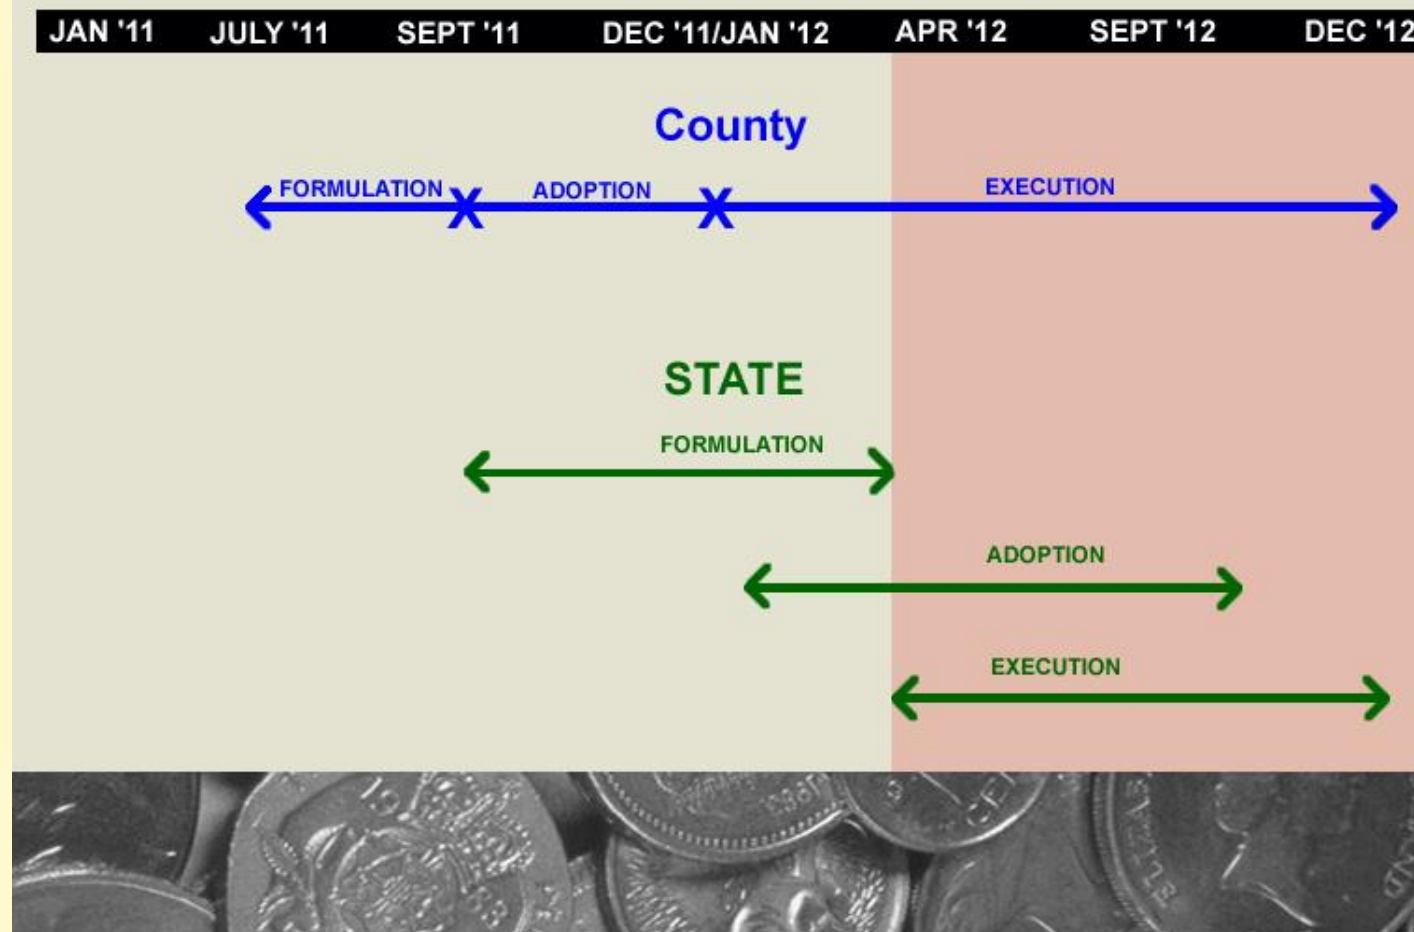 JAN '11 JULY '11 SEPT '11 DEC '11/JAN '12 APR '12 SEPT '12 DEC '12
County
FORMULATION ADOPTION EXECUTION
STATE
FORMULATION
ADOPTION
EXECUTION